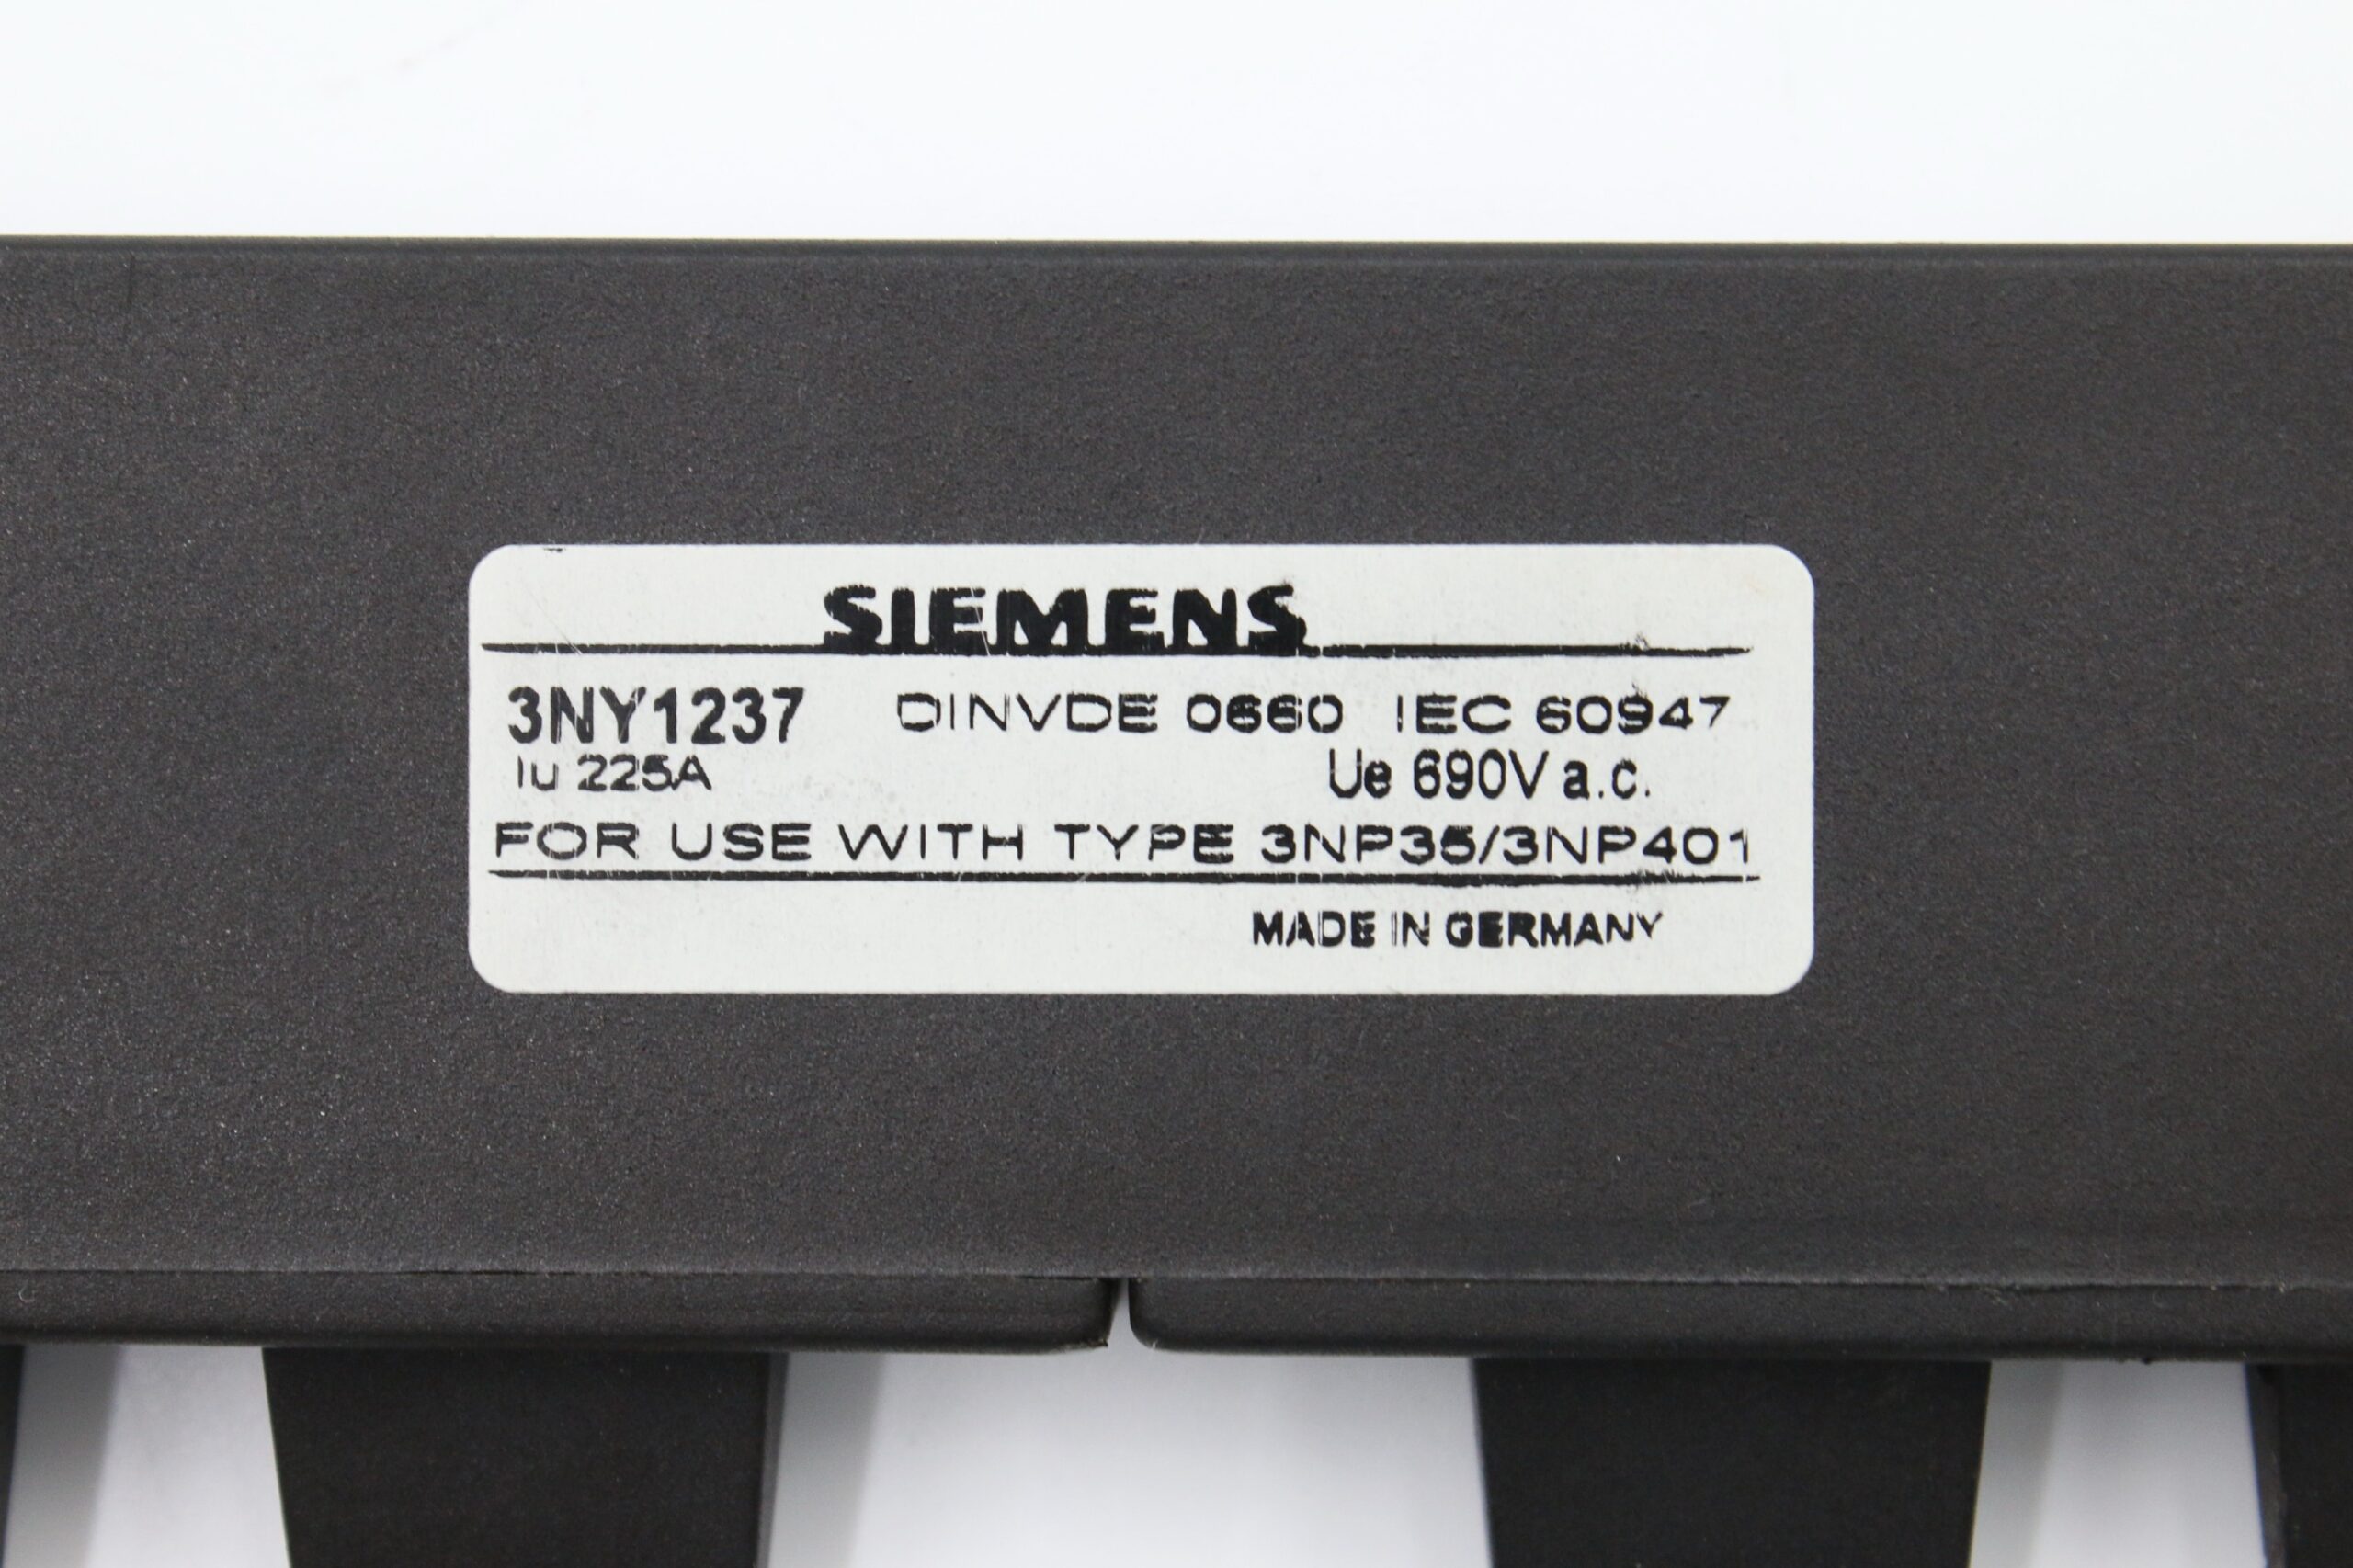 SIEMENS
3NY1237 DINVDE 0660 IEC 60947
Iu 225A Ue 690V a.c.
FOR USE WITH TYPE 3NP35/3NP401
MADE IN GERMANY